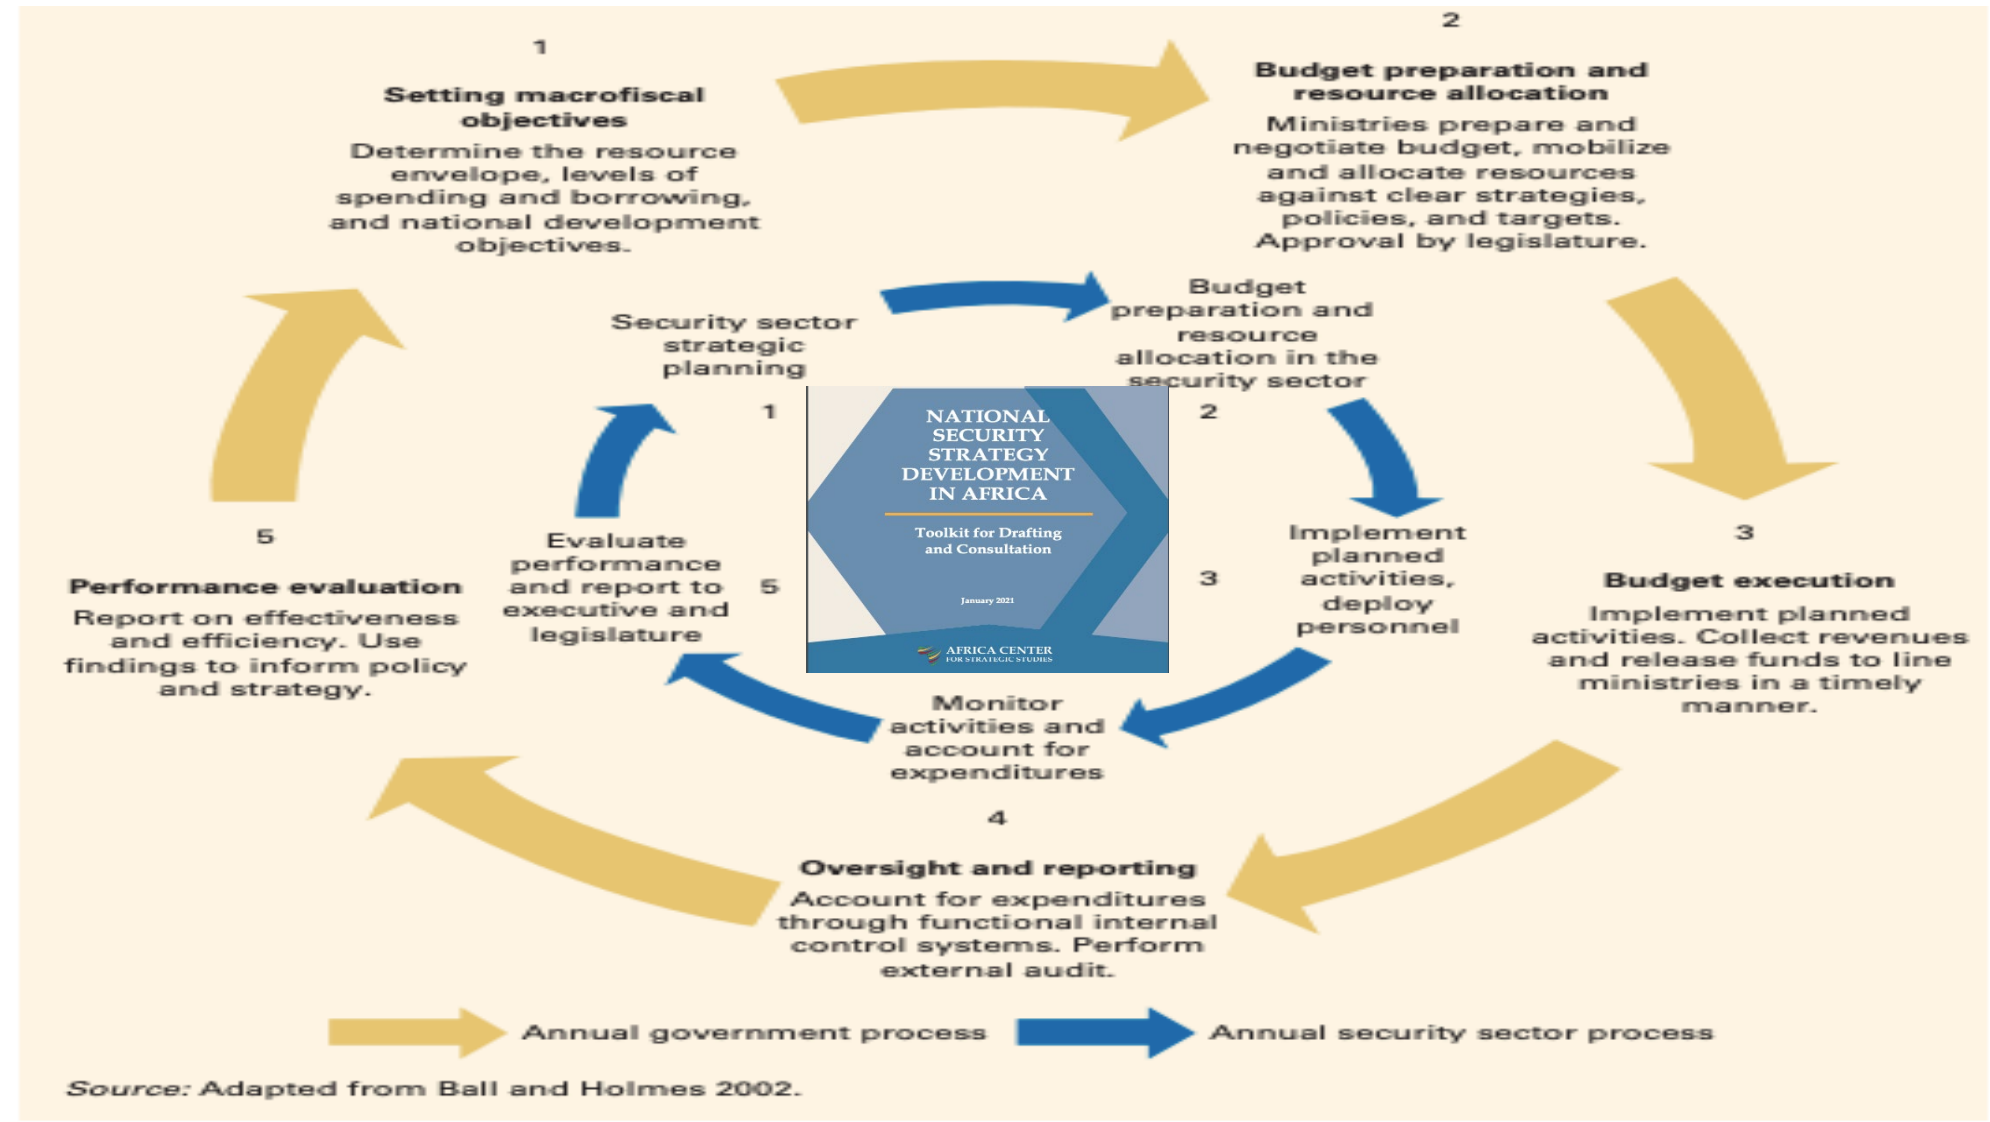 1
Setting macrofiscal
objectives
Determine the resource
envelope, levels of
spending and borrowing,
and national development
objectives.
2
Budget preparation and
resource allocation
Ministries prepare and
negotiate budget, mobilize
and allocate resources
against clear strategies,
policies, and targets.
Approval by legislature.
Security sector
strategic
planning
1
Budget
preparation and
resource
allocation in the
security sector
2
NATIONAL
SECURITY
STRATEGY
DEVELOPMENT
IN AFRICA
Toolkit for Drafting
and Consultation
January 2021
AFRICA CENTER
FOR STRATEGIC STUDIES
5
Performance evaluation
Report on effectiveness
and efficiency. Use
findings to inform policy
and strategy.
Evaluate
performance
and report to
executive and
legislature
5
3
Implement
planned
activities,
deploy
personnel
3
Budget execution
Implement planned
activities. Collect revenues
and release funds to line
ministries in a timely
manner.
Monitor
activities and
account for
expenditures
4
Oversight and reporting
Account for expenditures
through functional internal
control systems. Perform
external audit.
Annual government process
Annual security sector process
Source: Adapted from Ball and Holmes 2002.